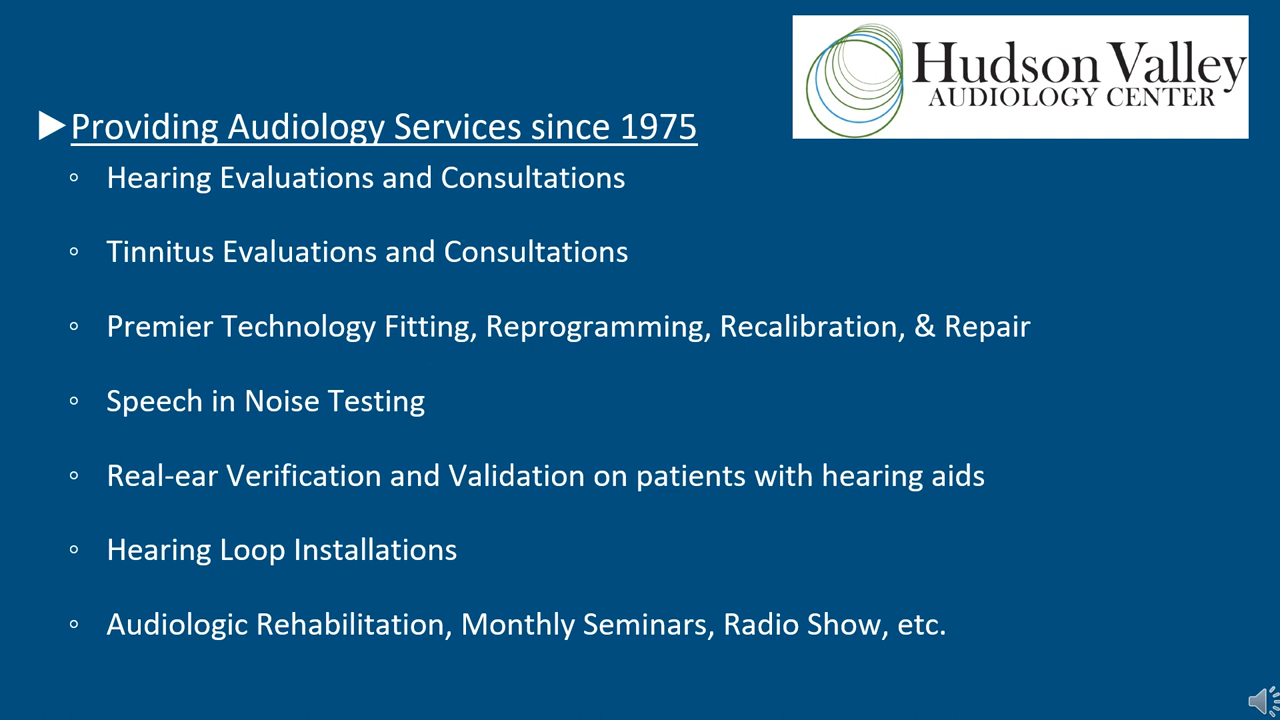 Hudson Valley
AUDIOLOGY CENTER
Providing Audiology Services since 1975
Hearing Evaluations and Consultations
Tinnitus Evaluations and Consultations
Premier Technology Fitting, Reprogramming, Recalibration, & Repair
Speech in Noise Testing
Real-ear Verification and Validation on patients with hearing aids
Hearing Loop Installations
Audiologic Rehabilitation, Monthly Seminars, Radio Show, etc.